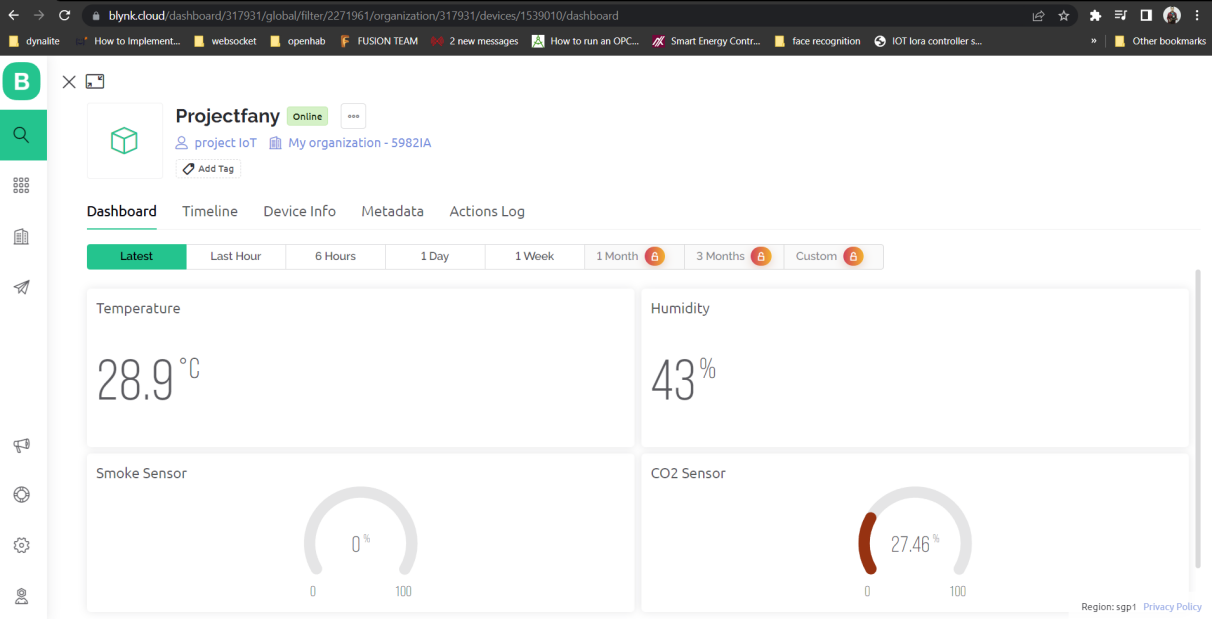 blynk.cloud/dashboard/317931/global/filter/2271961/organization/317931/devices/1539010/dashboard
dynalite How to Implement... websocket openhab FUSION TEAM 2 new messages How to run an OPC... Smart Energy Contr... face recognition IOT lora controller s... » Other bookmarks
B
Projectfany Online
project IoT My organization - 5982IA
Add Tag
Dashboard Timeline Device Info Metadata Actions Log
Latest Last Hour 6 Hours 1 Day 1 Week 1 Month 3 Months Custom
Temperature Humidity
28.9 °C 43 %
Smoke Sensor CO2 Sensor
0 % 27.46 %
0 100 0 100
Region: sgp1 Privacy Policy